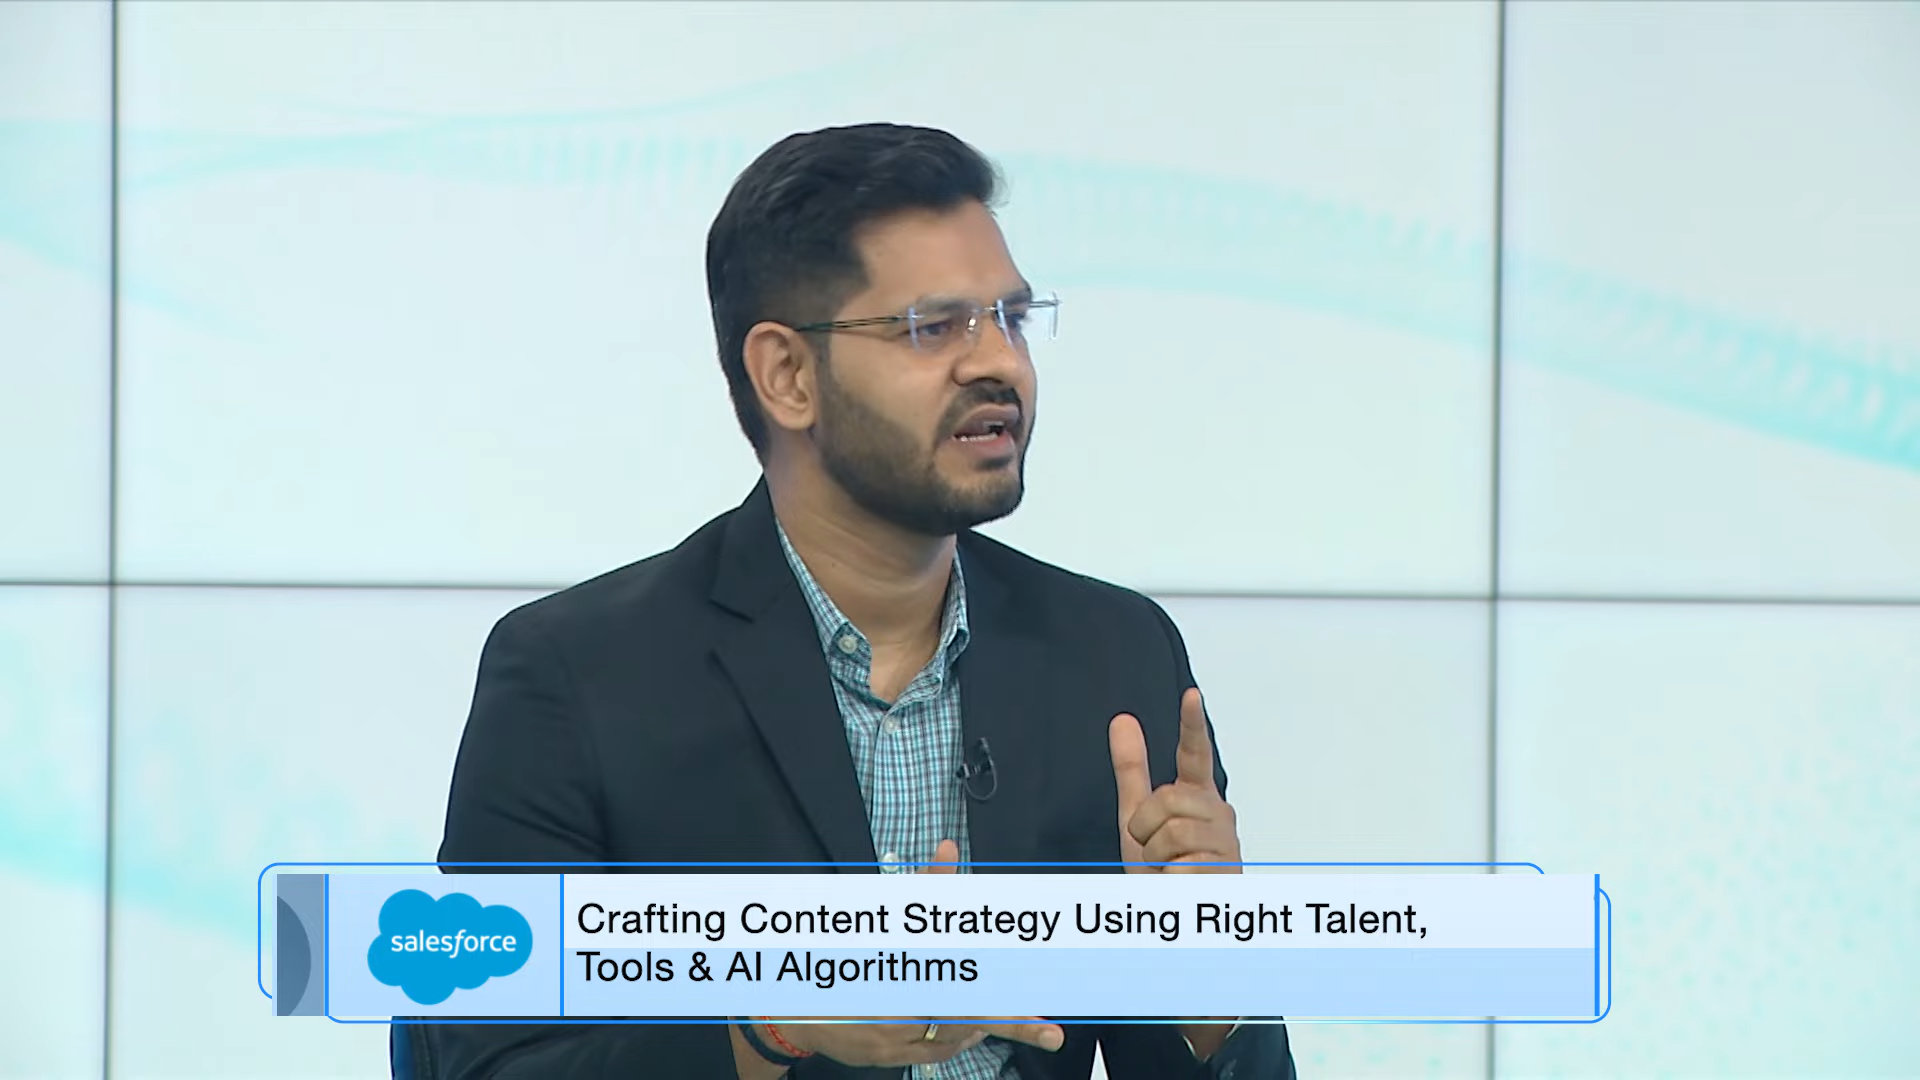 salesforce
Crafting Content Strategy Using Right Talent,
Tools & AI Algorithms